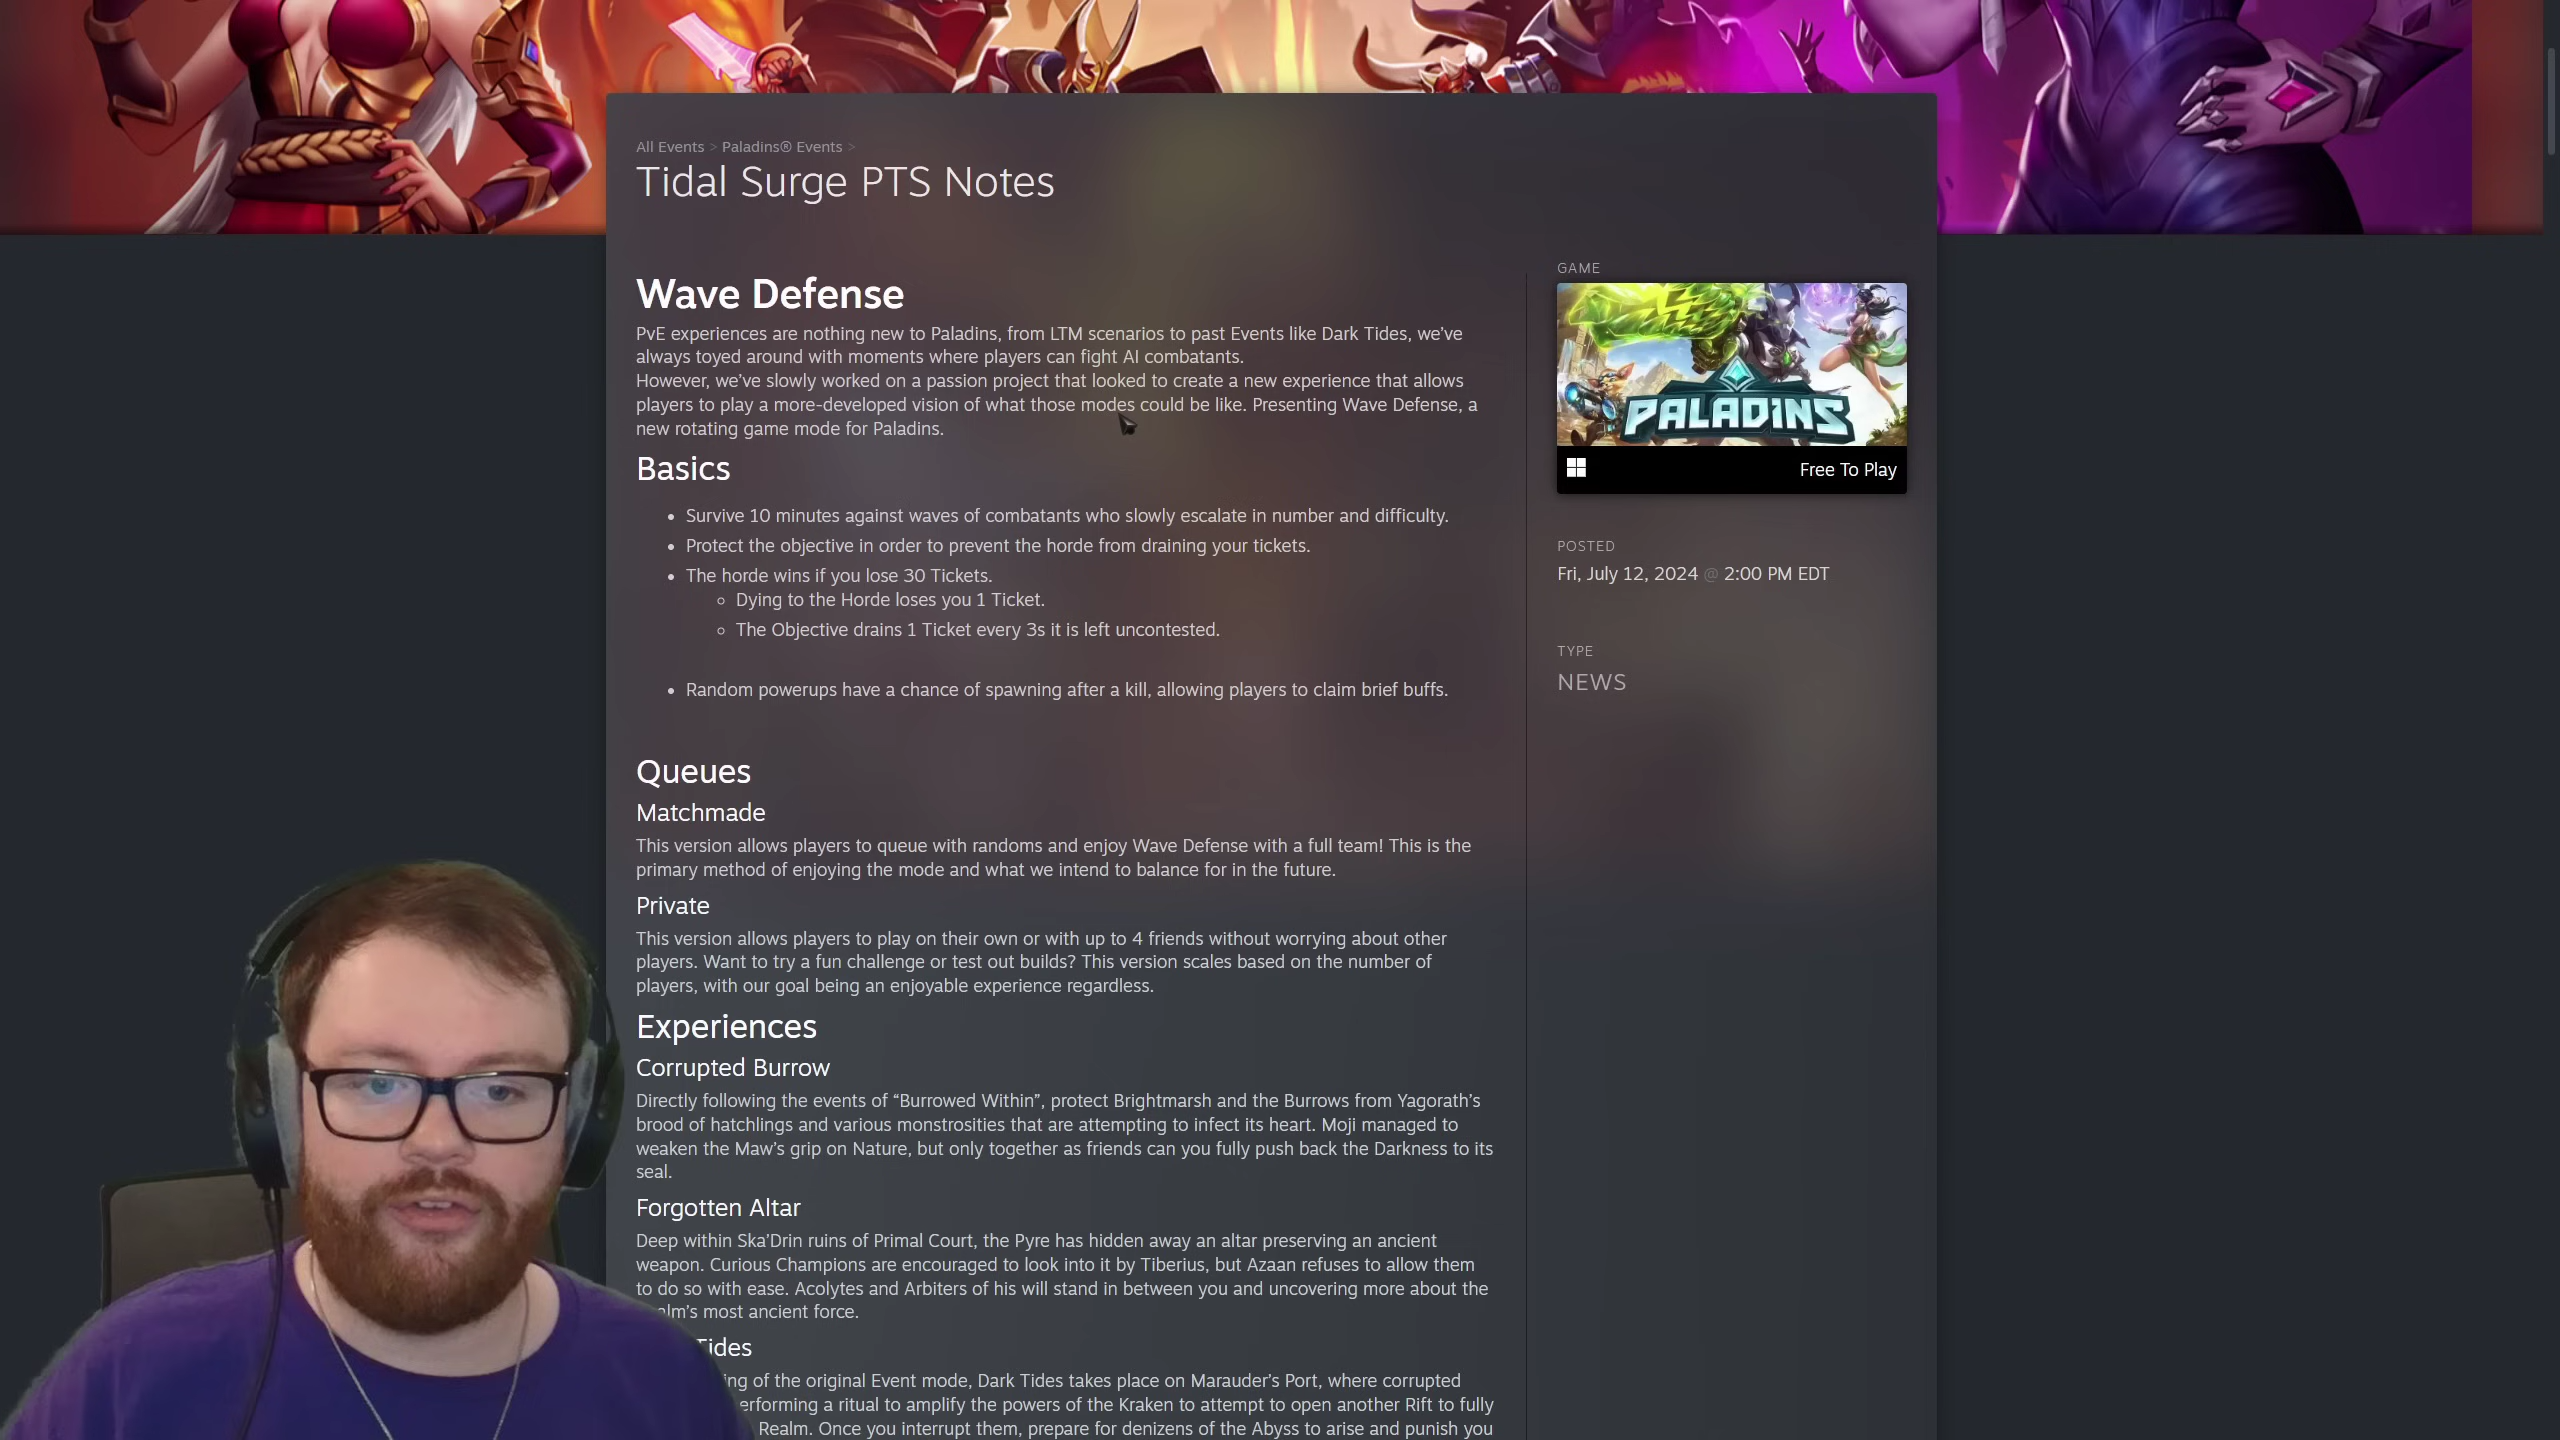 All Events > Paladins® Events >
Tidal Surge PTS Notes
Wave Defense
PvE experiences are nothing new to Paladins, from LTM scenarios to past Events like Dark Tides, we’ve
always toyed around with moments where players can fight AI combatants.
However, we’ve slowly worked on a passion project that looked to create a new experience that allows
players to play a more-developed vision of what those modes could be like. Presenting Wave Defense, a
new rotating game mode for Paladins.
Basics
• Survive 10 minutes against waves of combatants who slowly escalate in number and difficulty.
• Protect the objective in order to prevent the horde from draining your tickets.
• The horde wins if you lose 30 Tickets.
◦ Dying to the Horde loses you 1 Ticket.
◦ The Objective drains 1 Ticket every 3s it is left uncontested.
• Random powerups have a chance of spawning after a kill, allowing players to claim brief buffs.
Queues
Matchmade
This version allows players to queue with randoms and enjoy Wave Defense with a full team! This is the
primary method of enjoying the mode and what we intend to balance for in the future.
Private
This version allows players to play on their own or with up to 4 friends without worrying about other
players. Want to try a fun challenge or test out builds? This version scales based on the number of
players, with our goal being an enjoyable experience regardless.
Experiences
Corrupted Burrow
Directly following the events of “Burrowed Within”, protect Brightmarsh and the Burrows from Yagorath’s
brood of hatchlings and various monstrosities that are attempting to infect its heart. Moji managed to
weaken the Maw’s grip on Nature, but only together as friends can you fully push back the Darkness to its
seal.
Forgotten Altar
Deep within Ska’Drin ruins of Primal Court, the Pyre has hidden away an altar preserving an ancient
weapon. Curious Champions are encouraged to look into it by Tiberius, but Azaan refuses to allow them
to do so with ease. Acolytes and Arbiters of his will stand in between you and uncovering more about the
most ancient force.
Tides
of the original Event mode, Dark Tides takes place on Marauder’s Port, where corrupted
a ritual to amplify the powers of the Kraken to attempt to open another Rift to fully
Realm. Once you interrupt them, prepare for denizens of the Abyss to arise and punish you
GAME
PALADINS
Free To Play
POSTED
Fri, July 12, 2024 @ 2:00 PM EDT
TYPE
NEWS